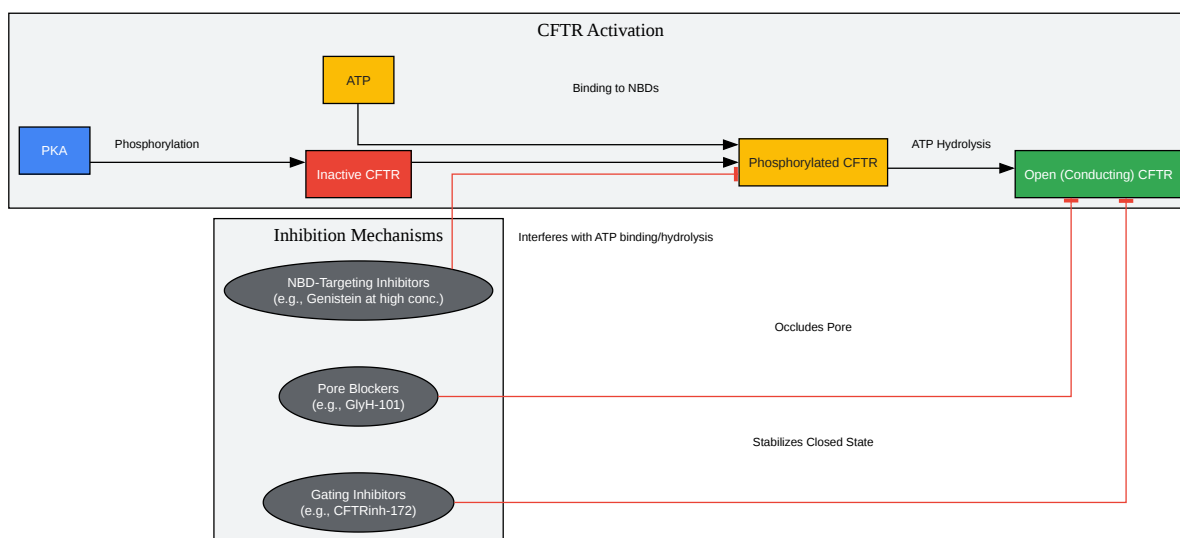 CFTR Activation
ATP
Binding to NBDs
PKA
Phosphorylation
Inactive CFTR
Phosphorylated CFTR
ATP Hydrolysis
Open (Conducting) CFTR
Inhibition Mechanisms
Interferes with ATP binding/hydrolysis
NBD-Targeting Inhibitors
(e.g., Genistein at high conc.)
Occludes Pore
Pore Blockers
(e.g., GlyH-101)
Stabilizes Closed State
Gating Inhibitors
(e.g., CFTRinh-172)